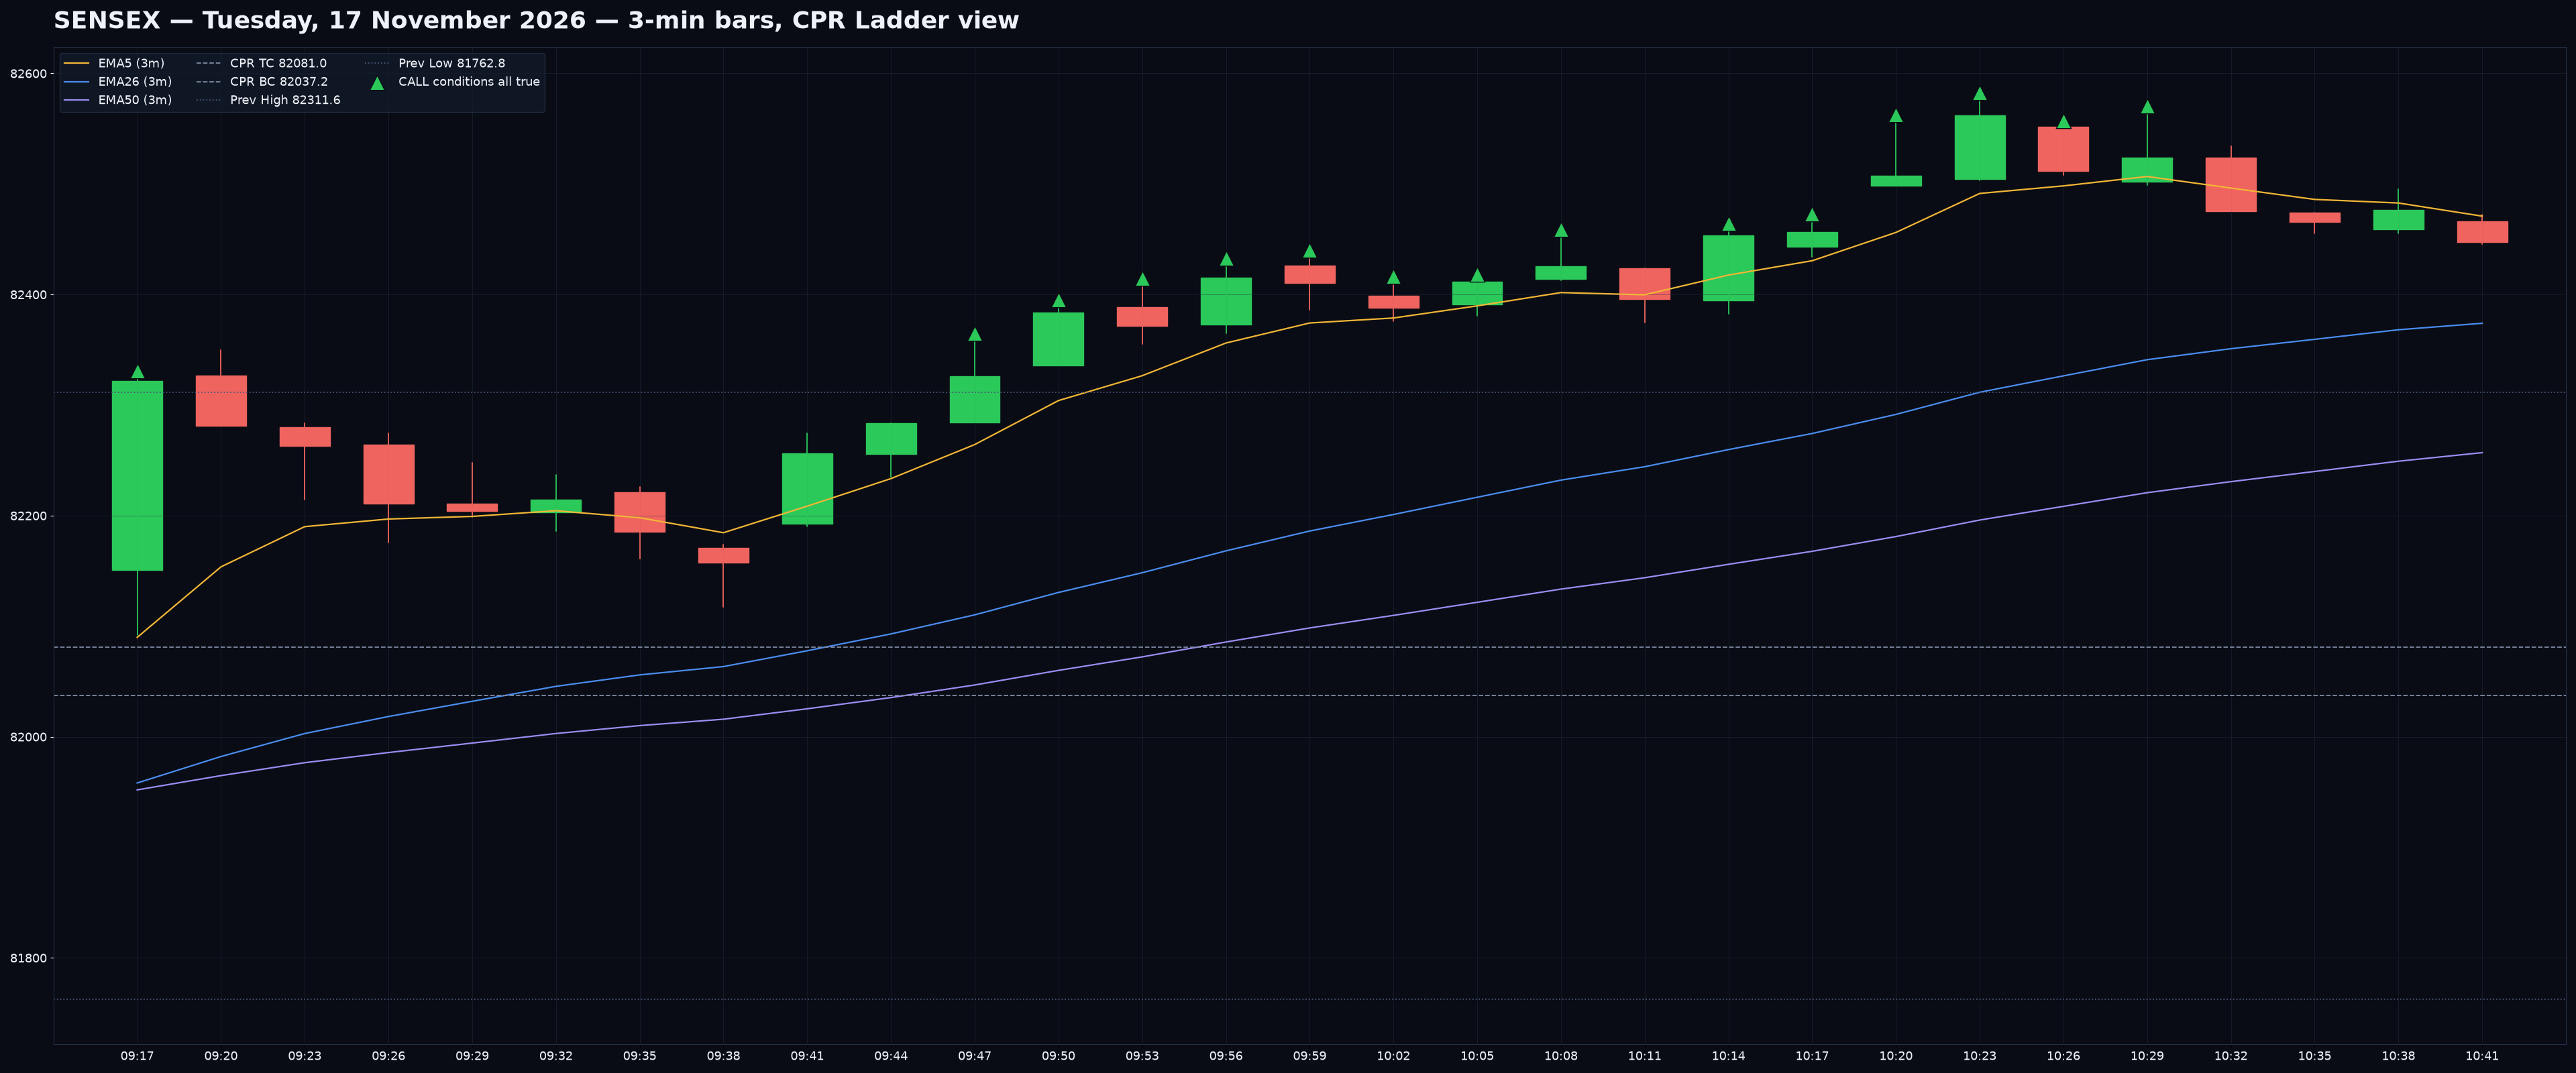 SENSEX — Tuesday, 17 November 2026 — 3-min bars, CPR Ladder view
EMA5 (3m)
EMA26 (3m)
EMA50 (3m)
CPR TC 82081.0
CPR BC 82037.2
Prev High 82311.6
Prev Low 81762.8
CALL conditions all true
82600
82400
82200
82000
81800
09:17 09:20 09:23 09:26 09:29 09:32 09:35 09:38 09:41 09:44 09:47 09:50 09:53 09:56 09:59 10:02 10:05 10:08 10:11 10:14 10:17 10:20 10:23 10:26 10:29 10:32 10:35 10:38 10:41